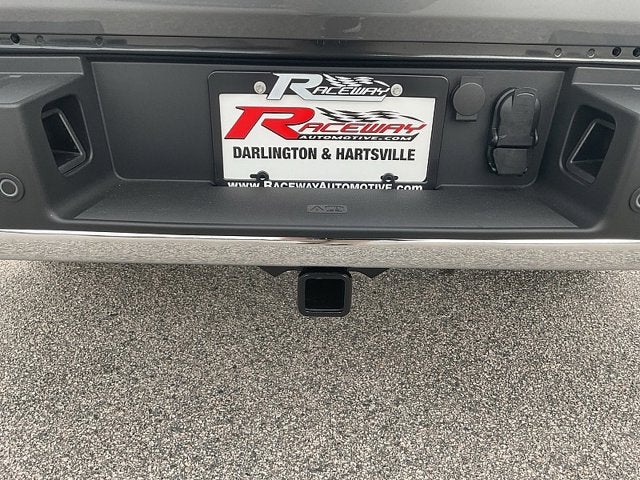 RACEWAY
RACEWAY
AUTOMOTIVE.COM
DARLINGTON & HARTSVILLE
www.RacewayAutomotive.com